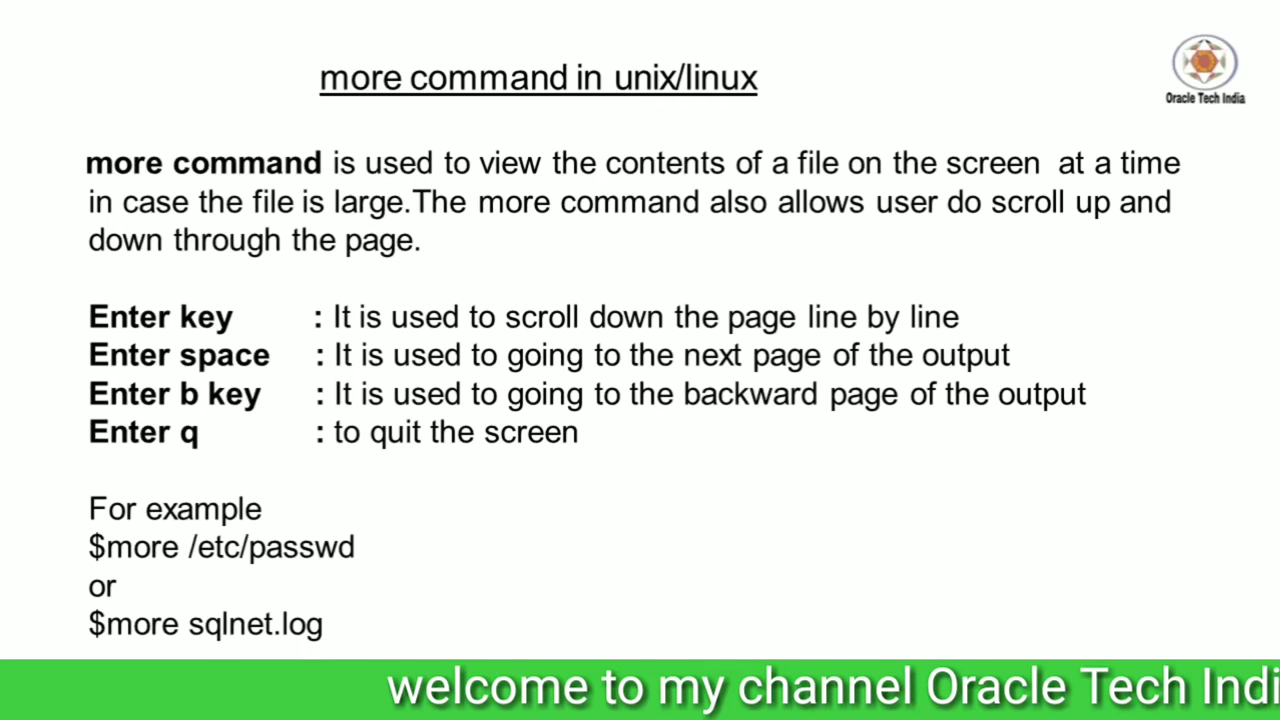 more command in unix/linux
Oracle Tech India
more command is used to view the contents of a file on the screen at a time
in case the file is large.The more command also allows user do scroll up and
down through the page.
Enter key : It is used to scroll down the page line by line
Enter space : It is used to going to the next page of the output
Enter b key : It is used to going to the backward page of the output
Enter q : to quit the screen
For example
$more /etc/passwd
or
$more sqlnet.log
welcome to my channel Oracle Tech Indi